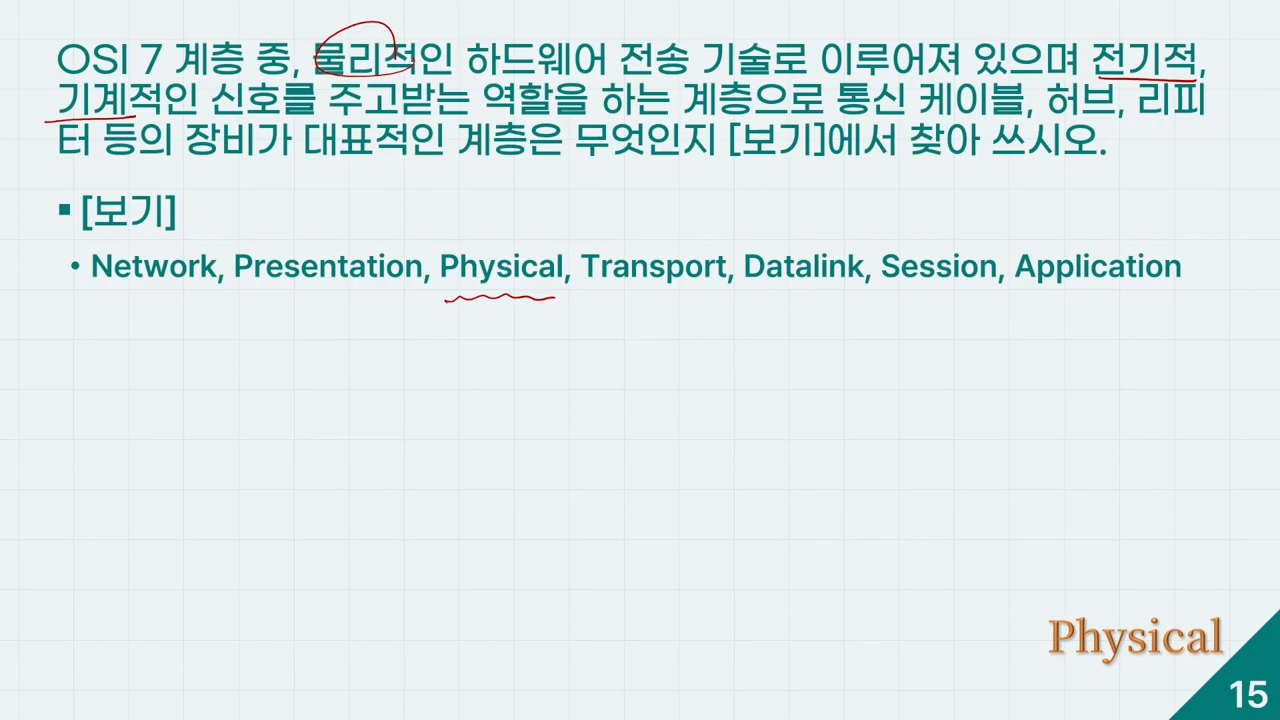 OSI 7 계층 중, 물리적인 하드웨어 전송 기술로 이루어져 있으며 전기적,
기계적인 신호를 주고받는 역할을 하는 계층으로 통신 케이블, 허브, 리피
터 등의 장비가 대표적인 계층은 무엇인지 [보기]에서 찾아 쓰시오.
▪ [보기]
• Network, Presentation, Physical, Transport, Datalink, Session, Application
Physical
15